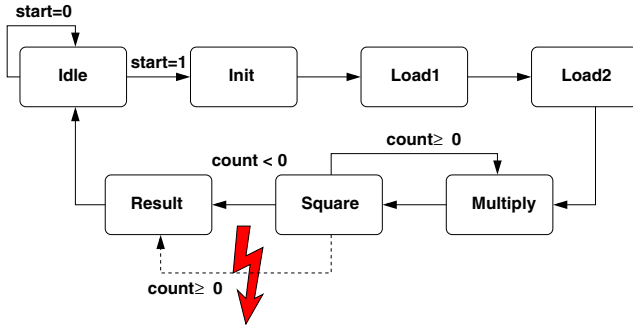 start=0
Idle
start=1
Init
Load1
Load2
count≥ 0
count < 0
Result
Square
Multiply
count≥ 0